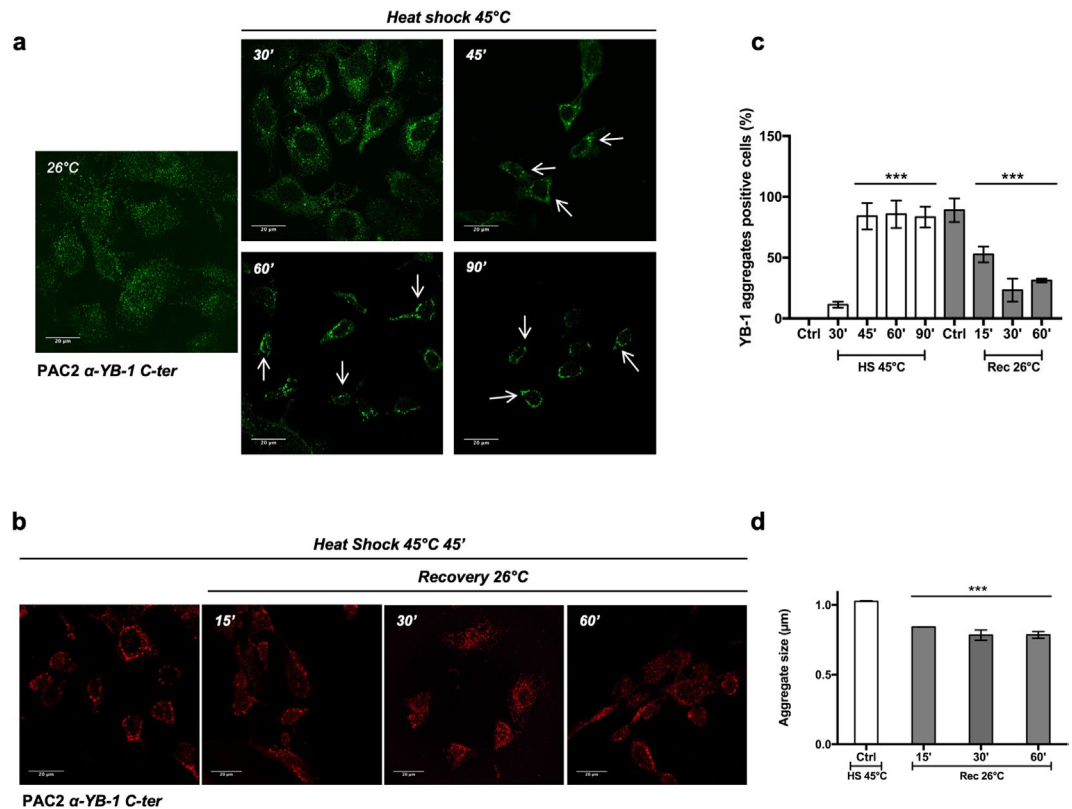 a
Heat shock 45°C
26°C
20 µm
30'
20 µm
45'
20 µm
60'
20 µm
90'
20 µm
PAC2 α-YB-1 C-ter
c
YB-1 aggregates positive cells (%)
150
100
50
0
Ctrl 30' 45' 60' 90' Ctrl 15' 30' 60'
HS 45°C Rec 26°C
*** ***
b
Heat Shock 45°C 45'
Recovery 26°C
15' 30' 60'
20 µm 20 µm 20 µm 20 µm
PAC2 α-YB-1 C-ter
d
Aggregate size (µm)
1.0
0.5
0.0
***
Ctrl 15' 30' 60'
HS 45°C Rec 26°C